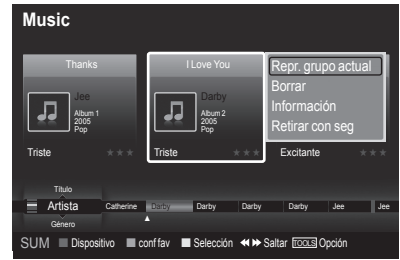 Music
Thanks
Jee
Album 1
2005
Pop
Triste ★★★
I Love You
Darby
Album 2
2005
Pop
Triste ★★★
Repr. grupo actual
Borrar
Información
Retirar con seg
Excitante ★★★
Título
Artista Catherine Darby Darby Darby Darby Jee Jee
Género
SUM Dispositivo conf fav Selección Saltar TOOLS Opción